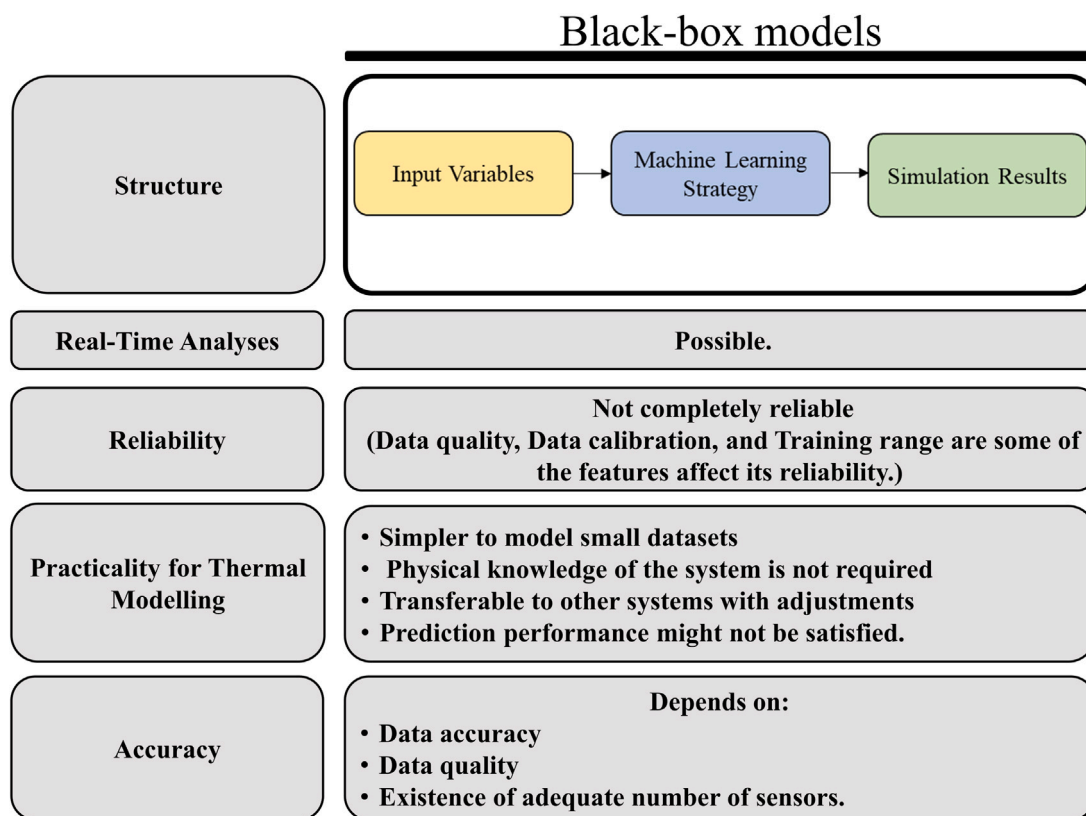 Black-box models
Structure
Input Variables
Machine Learning
Strategy
Simulation Results
Real-Time Analyses
Possible.
Reliability
Not completely reliable
(Data quality, Data calibration, and Training range are some of
the features affect its reliability.)
Practicality for Thermal
Modelling
• Simpler to model small datasets
• Physical knowledge of the system is not required
• Transferable to other systems with adjustments
• Prediction performance might not be satisfied.
Accuracy
Depends on:
• Data accuracy
• Data quality
• Existence of adequate number of sensors.